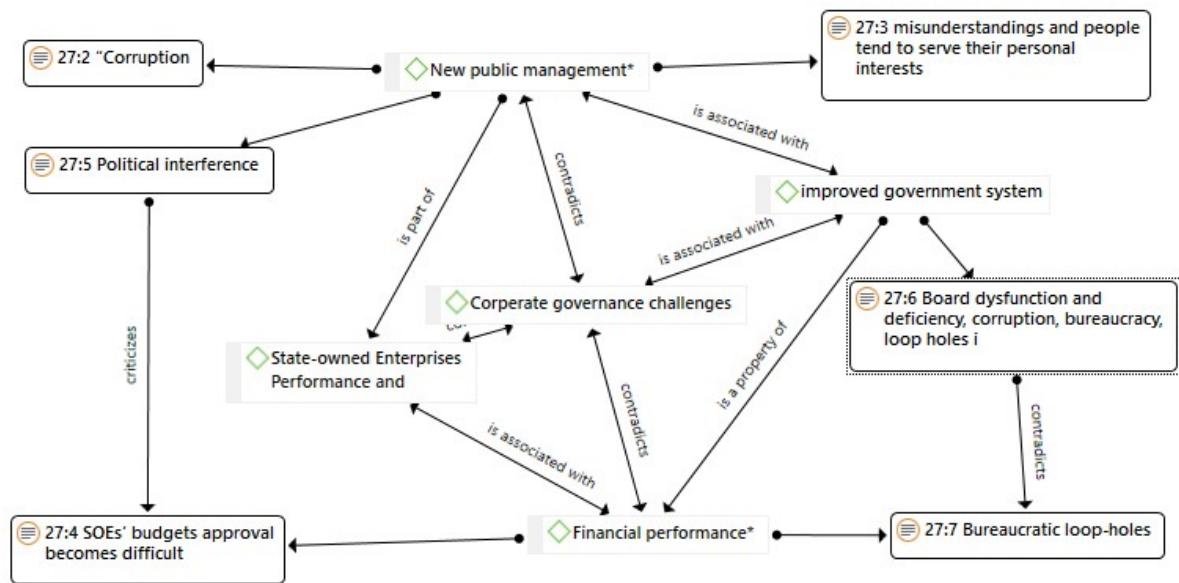 27:2 “Corruption
New public management*
27:3 misunderstandings and people
tend to serve their personal
interests
is associated with
27:5 Political interference
contradicts
improved government system
is part of
is associated with
Corperate governance challenges
27:6 Board dysfunction and
deficiency, corruption, bureaucracy,
loop holes i
State-owned Enterprises
Performance and
criticizes
is a property of
contradicts
contradicts
is associated with
27:4 SOEs’ budgets approval
becomes difficult
Financial performance*
27:7 Bureaucratic loop-holes